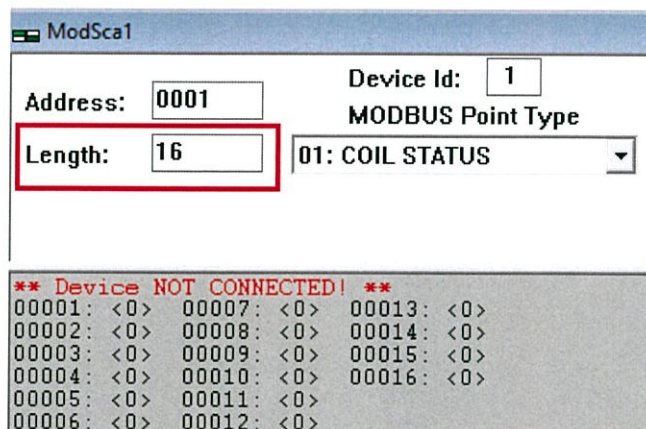 ModSca1
Device Id: 1
Address: 0001
MODBUS Point Type
Length: 16
01: COIL STATUS
** Device NOT CONNECTED! **
00001: <0> 00007: <0> 00013: <0>
00002: <0> 00008: <0> 00014: <0>
00003: <0> 00009: <0> 00015: <0>
00004: <0> 00010: <0> 00016: <0>
00005: <0> 00011: <0>
00006: <0> 00012: <0>